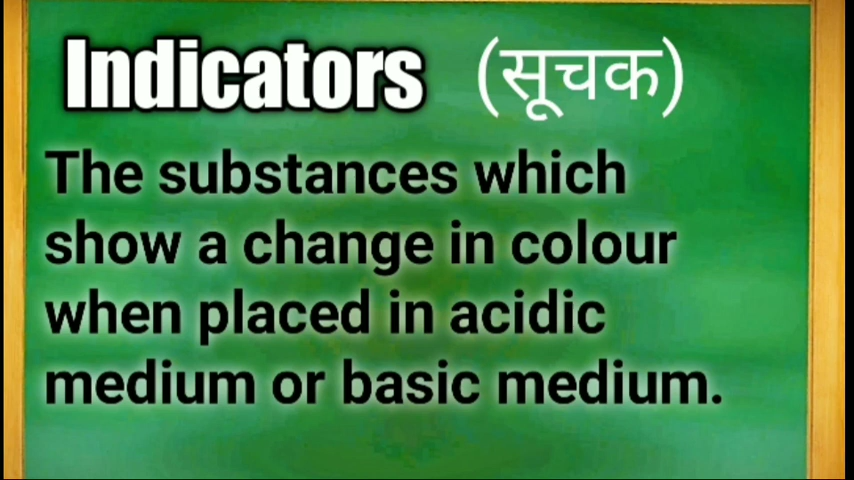 Indicators (सूचक)
The substances which
show a change in colour
when placed in acidic
medium or basic medium.